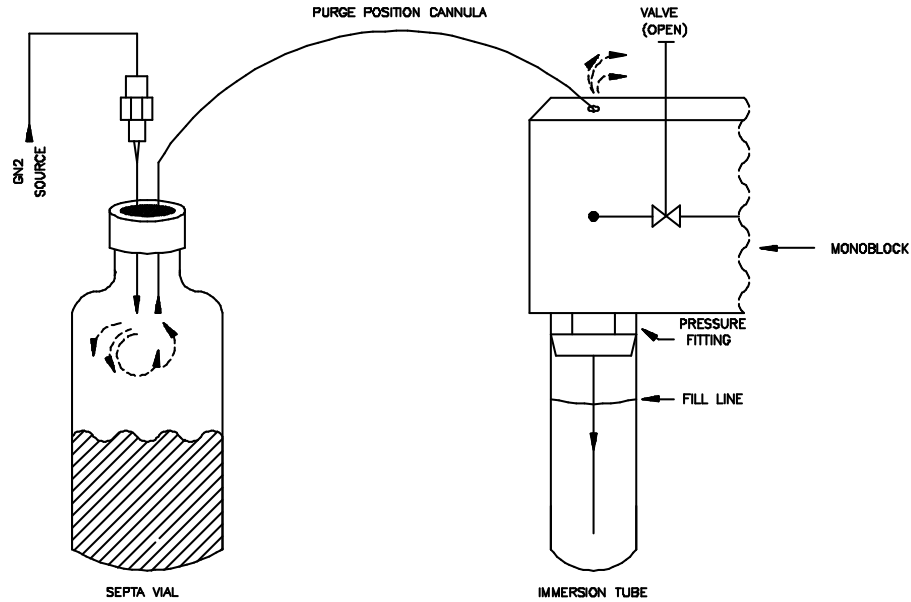 PURGE POSITION CANNULA
VALVE
(OPEN)
GN2
SOURCE
MONOBLOCK
PRESSURE
FITTING
FILL LINE
SEPTA VIAL
IMMERSION TUBE